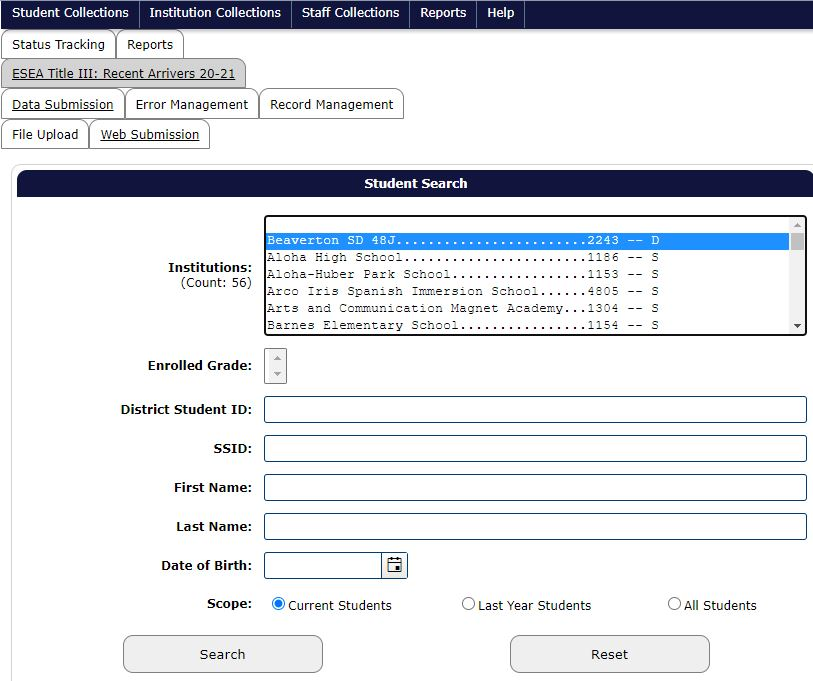 Student Collections Institution Collections Staff Collections Reports Help
Status Tracking Reports
ESEA Title III: Recent Arrivers 20-21
Data Submission Error Management Record Management
File Upload Web Submission
Student Search
Institutions:
(Count: 56)
Beaverton SD 48J........................2243 -- D
Aloha High School.......................1186 -- S
Aloha-Huber Park School.................1153 -- S
Arco Iris Spanish Immersion School......4805 -- S
Arts and Communication Magnet Academy...1304 -- S
Barnes Elementary School................1154 -- S
Enrolled Grade:
District Student ID:
SSID:
First Name:
Last Name:
Date of Birth:
Scope: Current Students Last Year Students All Students
Search Reset